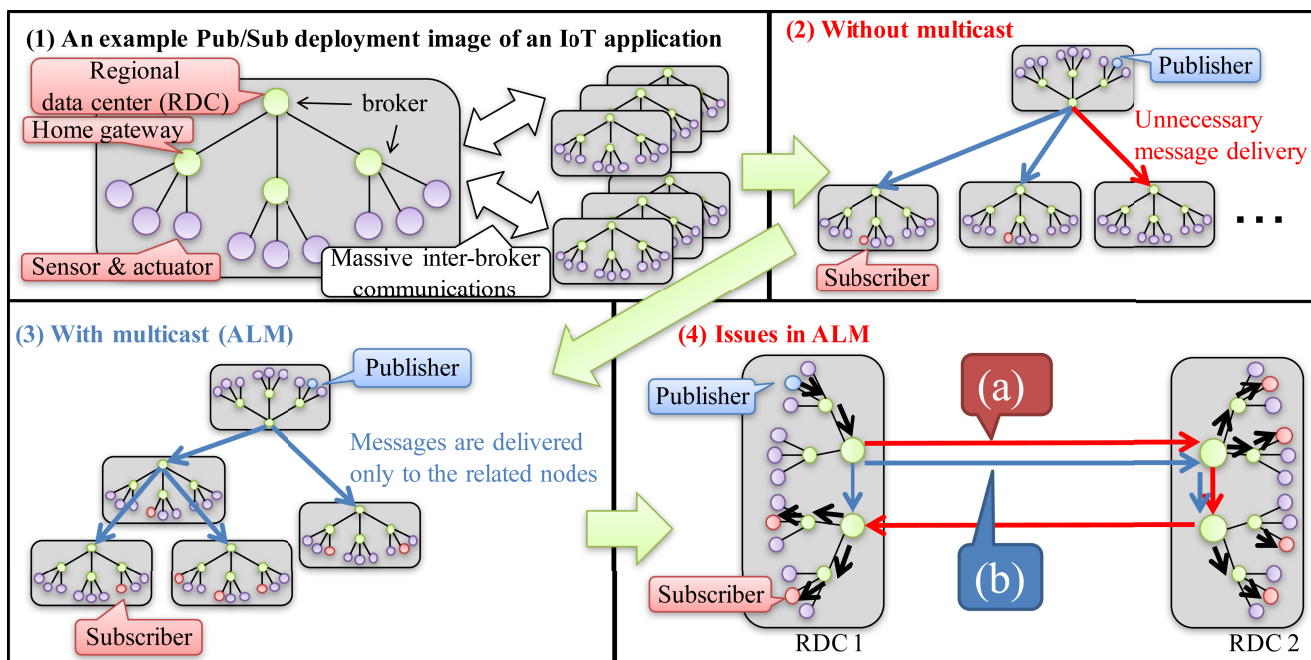 (1) An example Pub/Sub deployment image of an IoT application
Regional
data center (RDC)
broker
Home gateway
Sensor & actuator
Massive inter-broker
communications
(2) Without multicast
Publisher
Unnecessary
message delivery
...
Subscriber
(3) With multicast (ALM)
Publisher
Messages are delivered
only to the related nodes
Subscriber
(4) Issues in ALM
Publisher
(a)
(b)
Subscriber
RDC 1
RDC 2